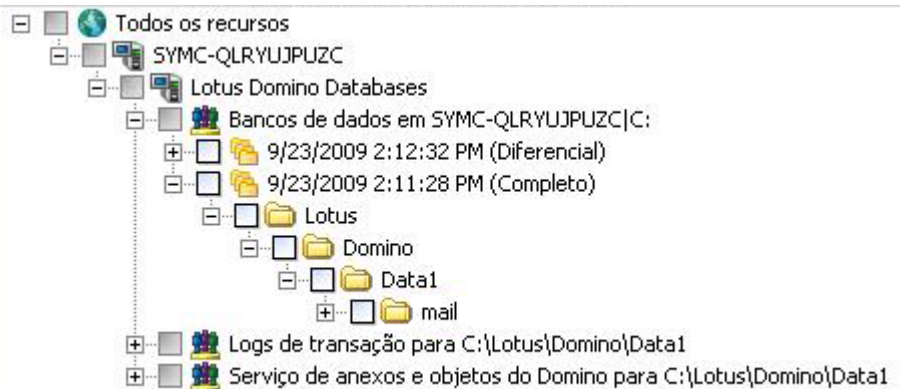 Todos os recursos
SYMC-QLRYUJPUZC
Lotus Domino Databases
Bancos de dados em SYMC-QLRYUJPUZC|C:
9/23/2009 2:12:32 PM (Diferencial)
9/23/2009 2:11:28 PM (Completo)
Lotus
Domino
Data1
mail
Logs de transação para C:\Lotus\Domino\Data1
Serviço de anexos e objetos do Domino para C:\Lotus\Domino\Data1